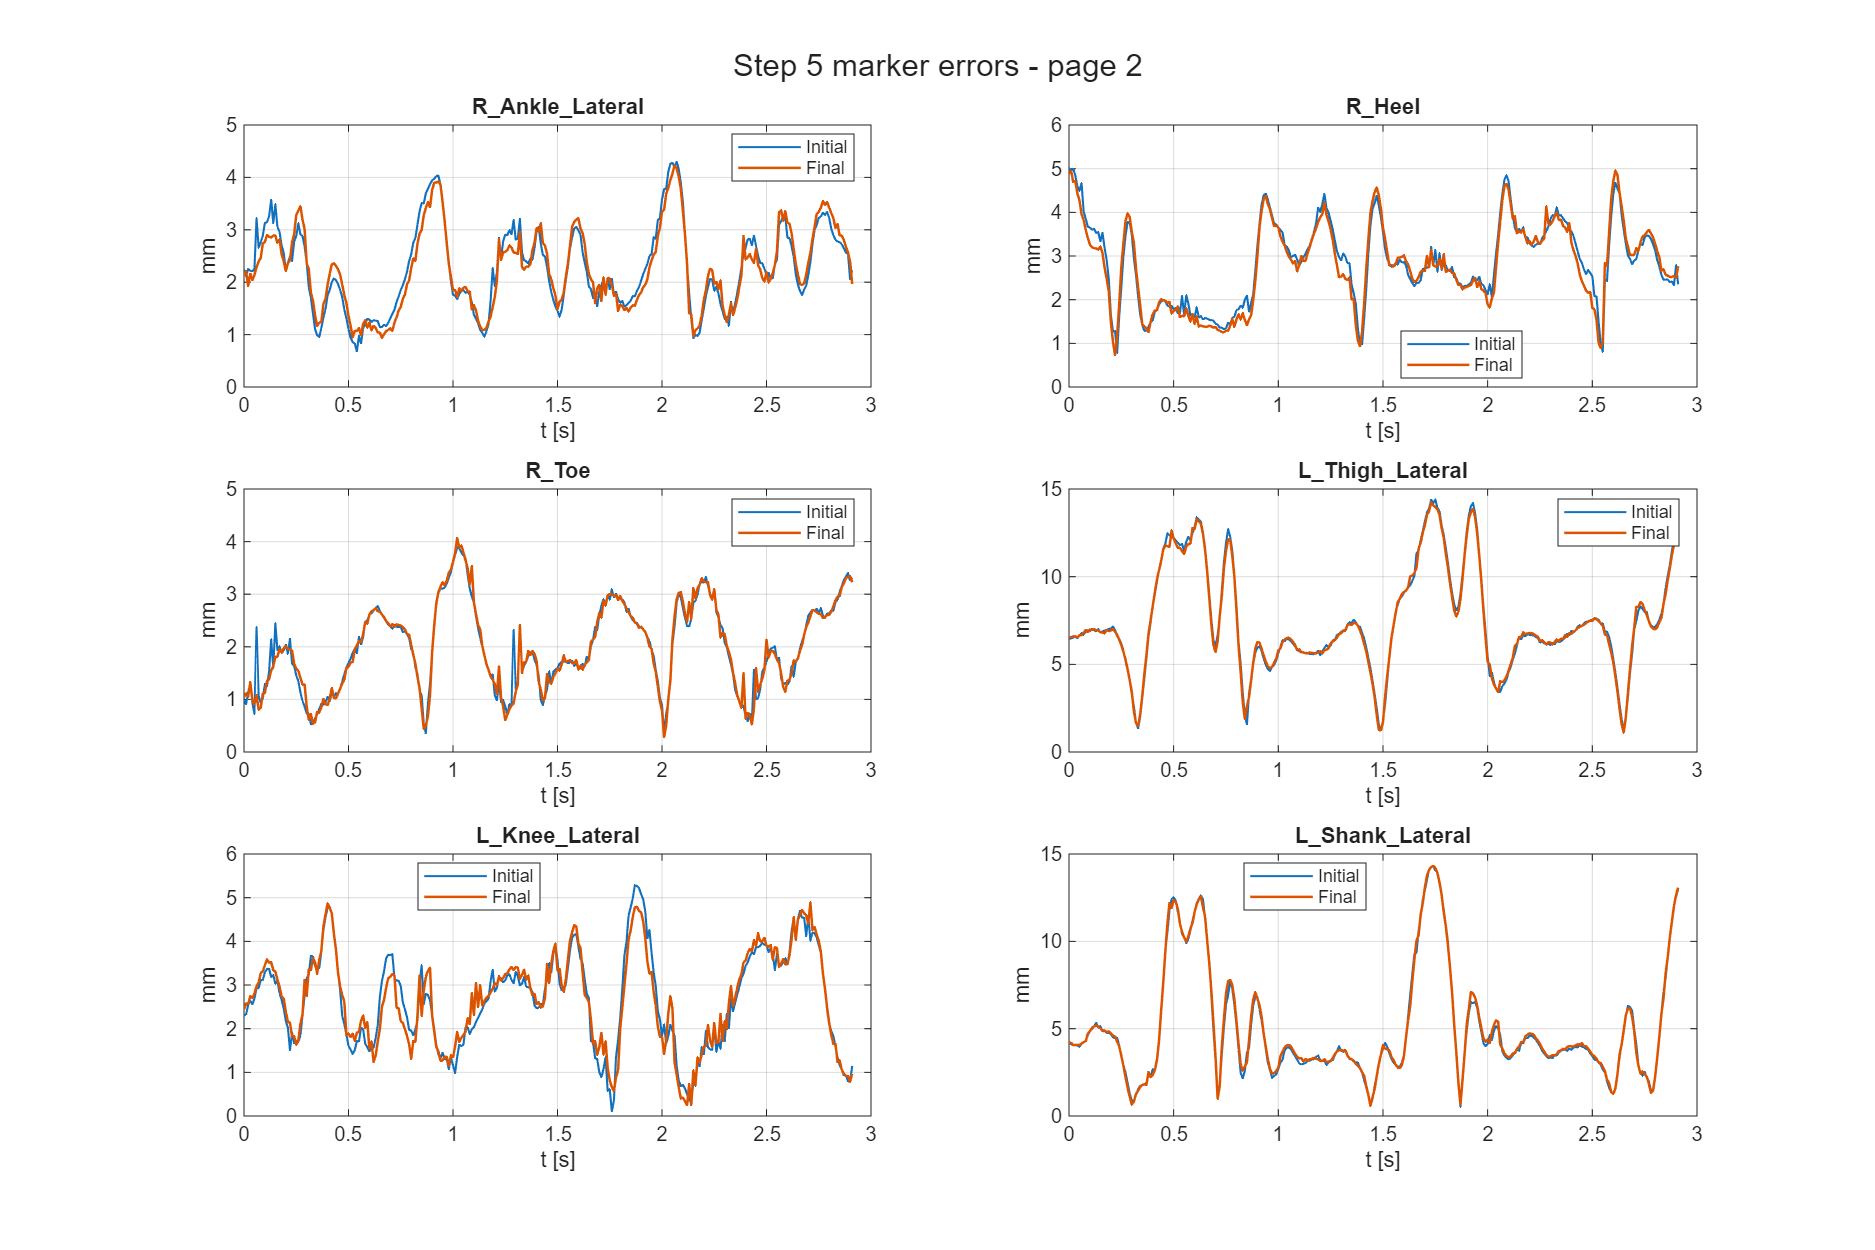 Step 5 marker errors - page 2
R_Ankle_Lateral
5
4
3
2
1
0
mm
0 0.5 1 1.5 2 2.5 3
t [s]
Initial
Final
R_Heel
6
5
4
3
2
1
0
mm
0 0.5 1 1.5 2 2.5 3
t [s]
Initial
Final
R_Toe
5
4
3
2
1
0
mm
0 0.5 1 1.5 2 2.5 3
t [s]
Initial
Final
L_Thigh_Lateral
15
10
5
0
mm
0 0.5 1 1.5 2 2.5 3
t [s]
Initial
Final
L_Knee_Lateral
6
5
4
3
2
1
0
mm
0 0.5 1 1.5 2 2.5 3
t [s]
Initial
Final
L_Shank_Lateral
15
10
5
0
mm
0 0.5 1 1.5 2 2.5 3
t [s]
Initial
Final